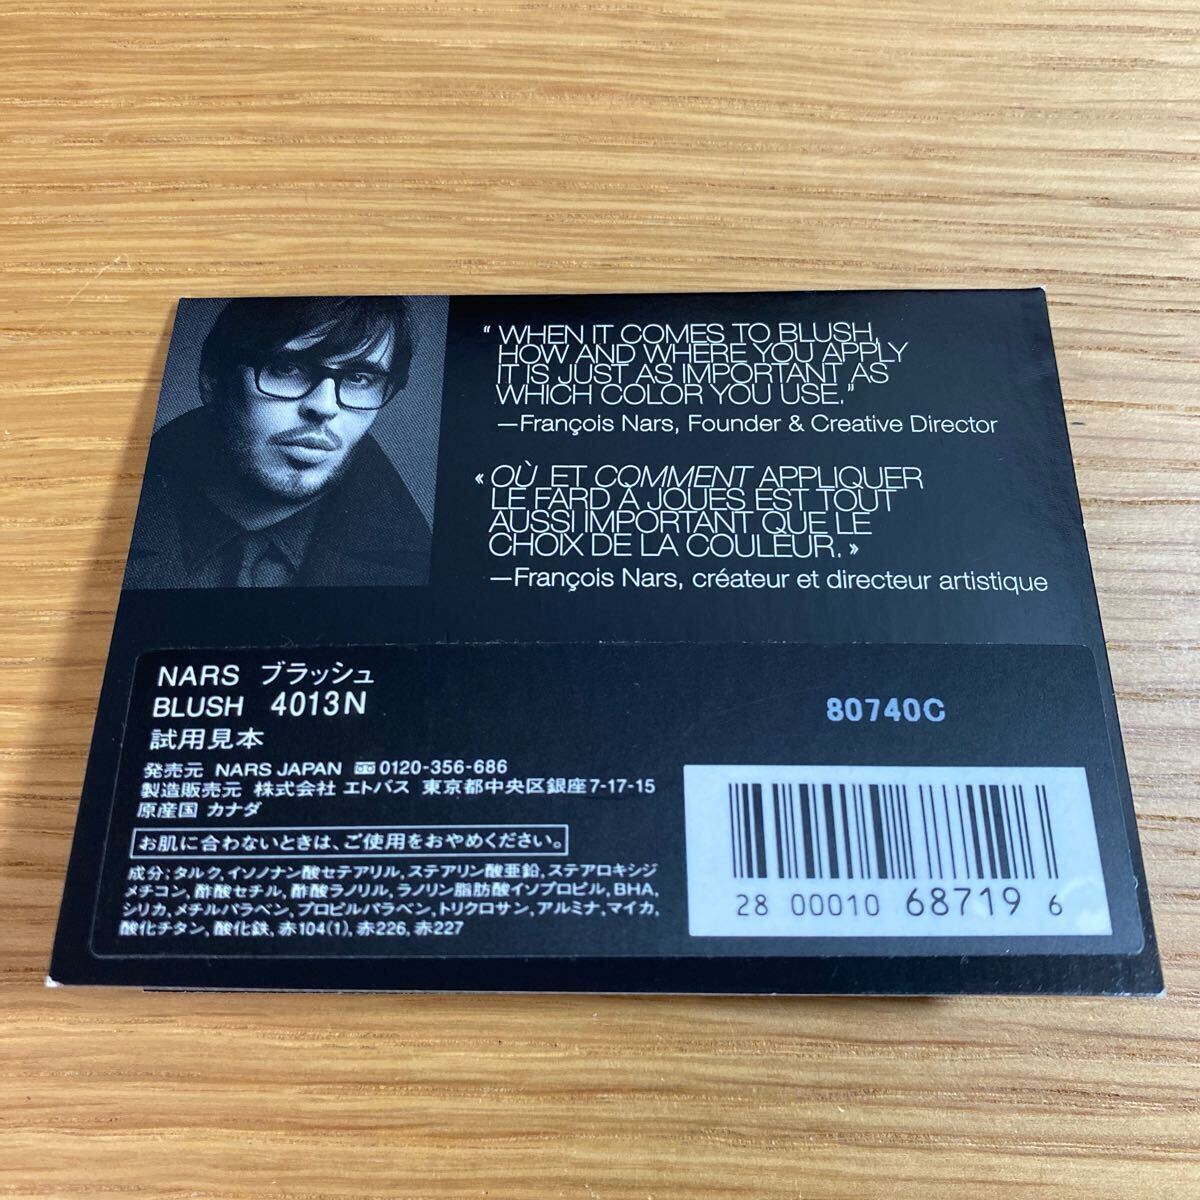 “ WHEN IT COMES TO BLUSH,
HOW AND WHERE YOU APPLY
IT IS JUST AS IMPORTANT AS
WHICH COLOR YOU USE.”
—François Nars, Founder & Creative Director
« OÙ ET COMMENT APPLIQUER
LE FARD À JOUES EST TOUT
AUSSI IMPORTANT QUE LE
CHOIX DE LA COULEUR. »
—François Nars, créateur et directeur artistique
NARS ブラッシュ
BLUSH 4013N
試用見本
80740C
発売元 NARS JAPAN 0120-356-686
製造販売元 株式会社 エトバス 東京都中央区銀座7-17-15
原産国 カナダ
お肌に合わないときは、ご使用をおやめください。
成分;タルク,イソノナン酸セテアリル,ステアリン酸亜鉛,ステアロキシジ
メチコン,酢酸セチル,酢酸ラノリル,ラノリン脂肪酸イソプロピル,BHA,
シリカ,メチルパラベン,プロピルパラベン,トリクロサン,アルミナ,マイカ,
酸化チタン,酸化鉄,赤104(1),赤226,赤227
28 00010 68719 6